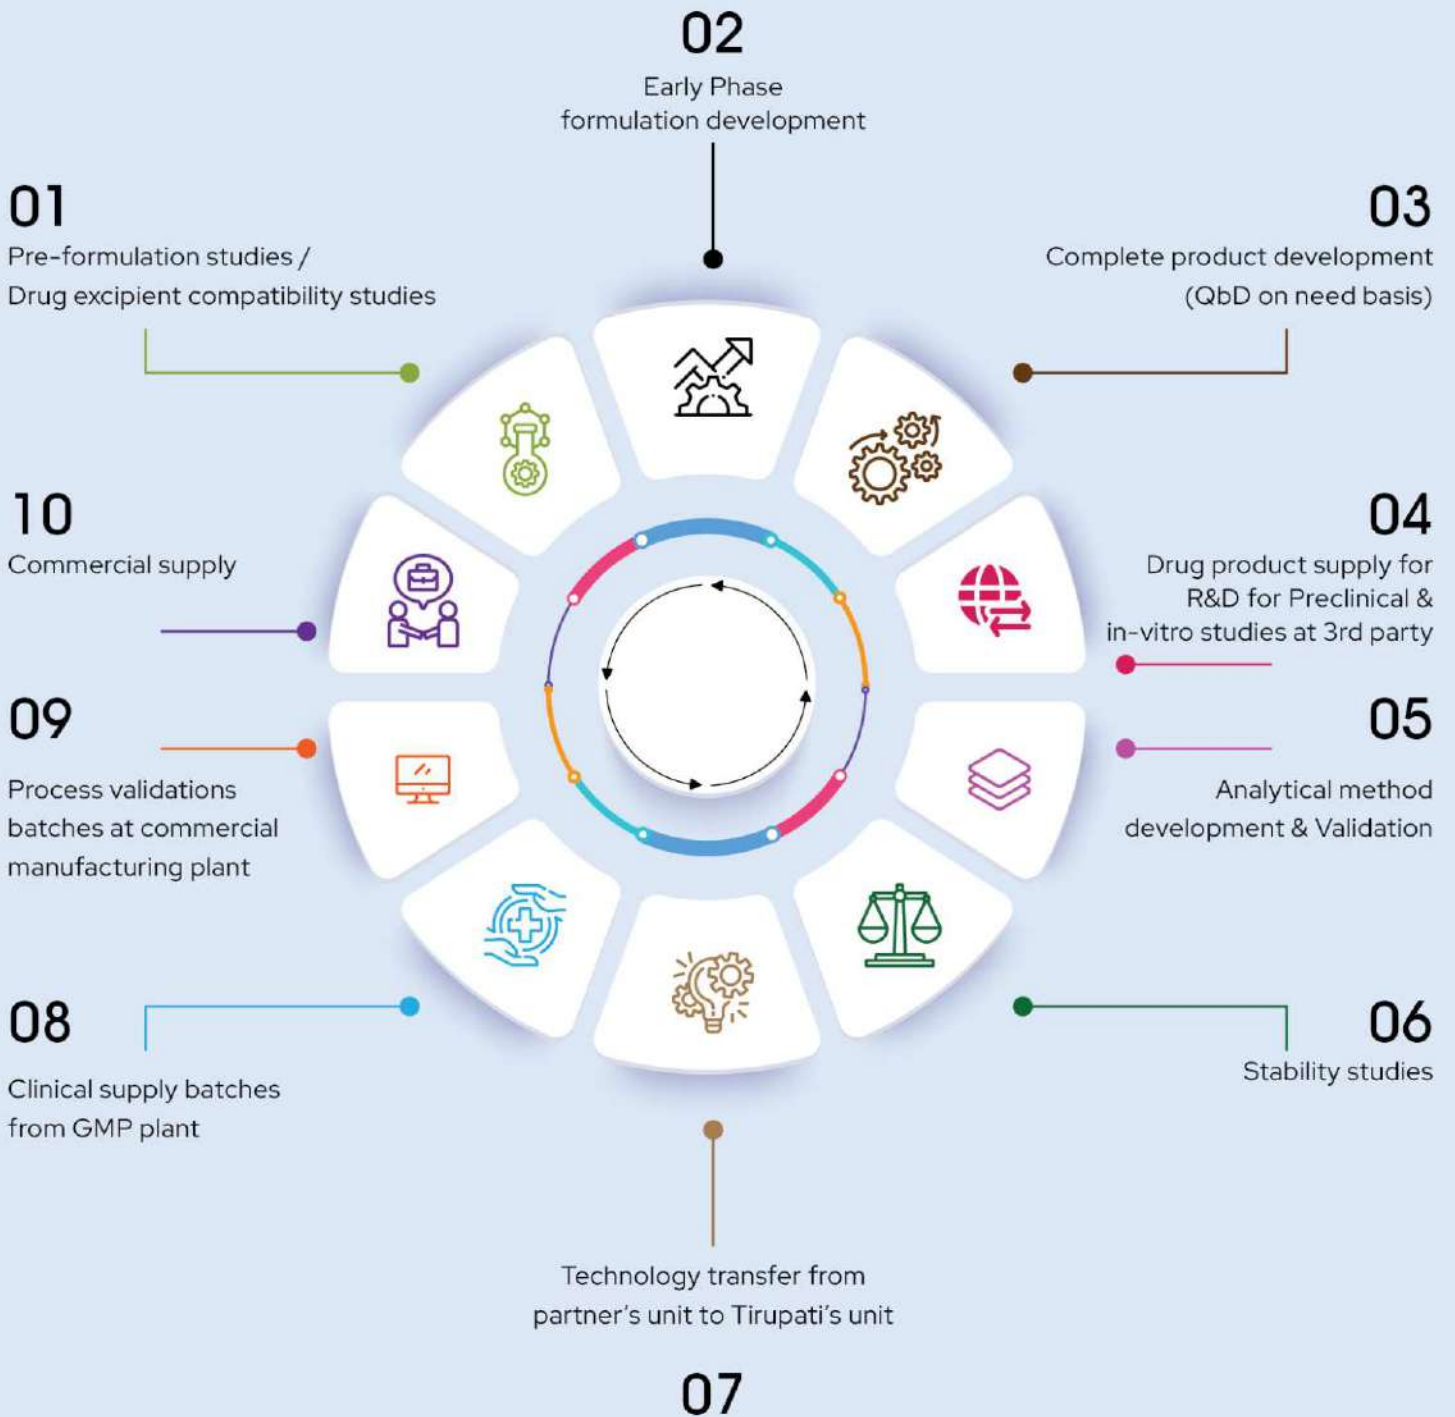 01
Pre-formulation studies /
Drug excipient compatibility studies
02
Early Phase
formulation development
03
Complete product development
(QbD on need basis)
04
Drug product supply for
R&D for Preclinical &
in-vitro studies at 3rd party
05
Analytical method
development & Validation
06
Stability studies
Technology transfer from
partner's unit to Tirupati's unit
07
08
Clinical supply batches
from GMP plant
09
Process validations
batches at commercial
manufacturing plant
10
Commercial supply